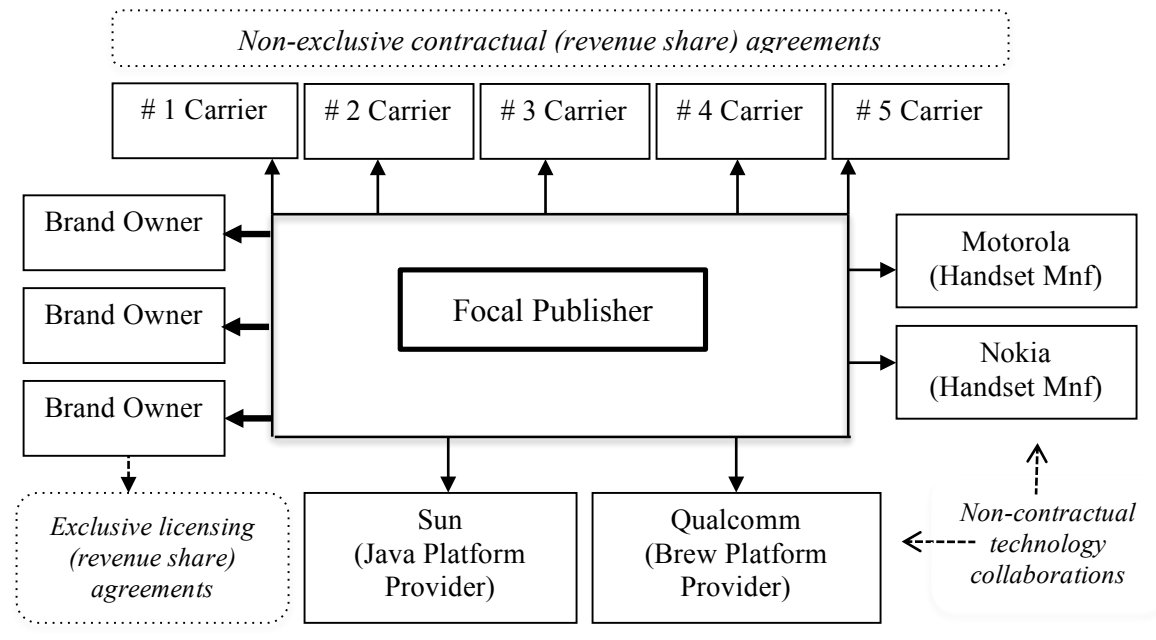 Non-exclusive contractual (revenue share) agreements
# 1 Carrier
# 2 Carrier
# 3 Carrier
# 4 Carrier
# 5 Carrier
Brand Owner
Brand Owner
Brand Owner
Focal Publisher
Motorola
(Handset Mnf)
Nokia
(Handset Mnf)
Exclusive licensing
(revenue share)
agreements
Sun
(Java Platform
Provider)
Qualcomm
(Brew Platform
Provider)
Non-contractual
technology
collaborations